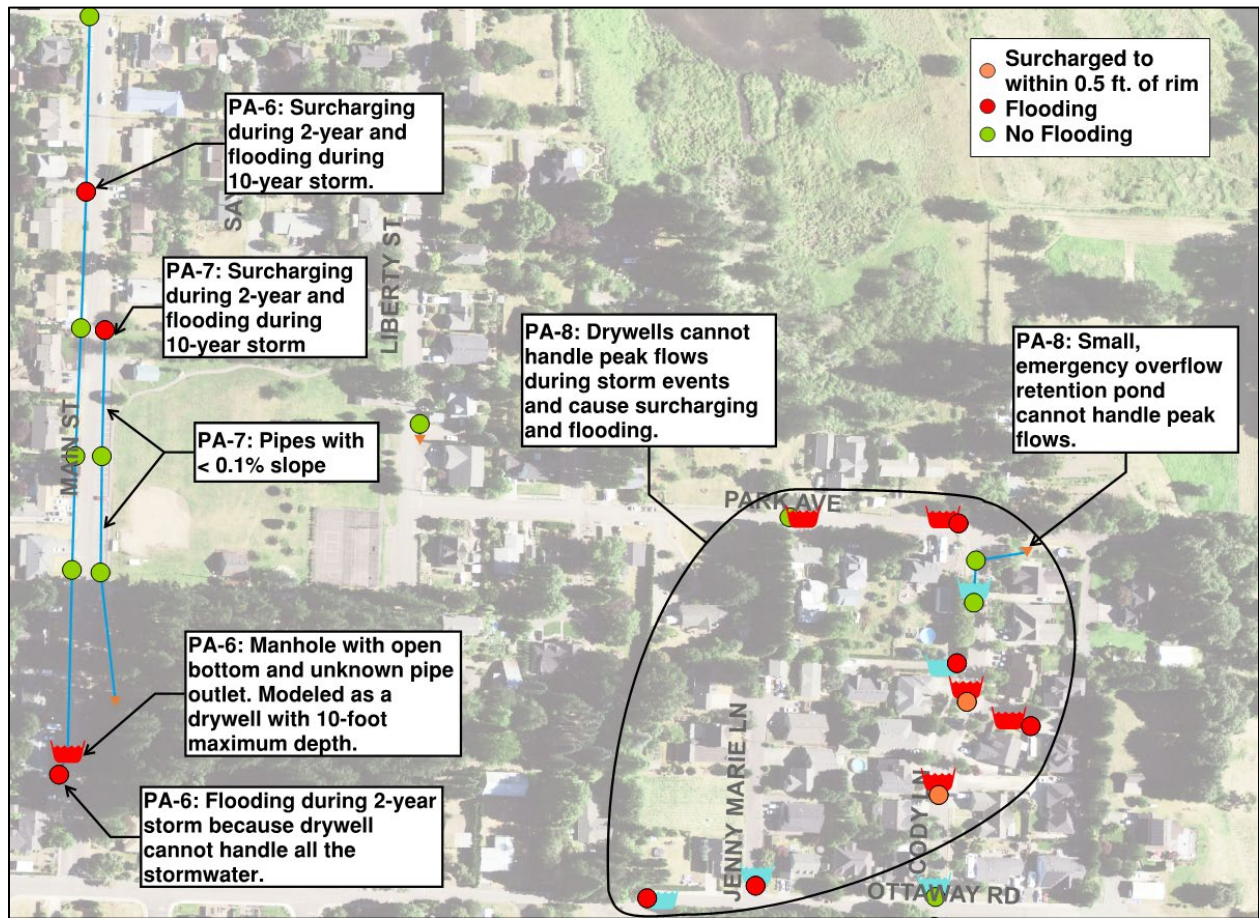 Surcharged to
within 0.5 ft. of rim
Flooding
No Flooding
PA-6: Surcharging
during 2-year and
flooding during
10-year storm.
SAV
LIBERTY ST
PA-7: Surcharging
during 2-year and
flooding during
10-year storm
PA-8: Drywells cannot
handle peak flows
during storm events
and cause surcharging
and flooding.
PA-8: Small,
emergency overflow
retention pond
cannot handle peak
flows.
MAIN ST
PA-7: Pipes with
< 0.1% slope
PARK AVE
PA-6: Manhole with open
bottom and unknown pipe
outlet. Modeled as a
drywell with 10-foot
maximum depth.
PA-6: Flooding during 2-year
storm because drywell
cannot handle all the
stormwater.
JENNY MARIE LN
CODY LN
OTTAWAY RD